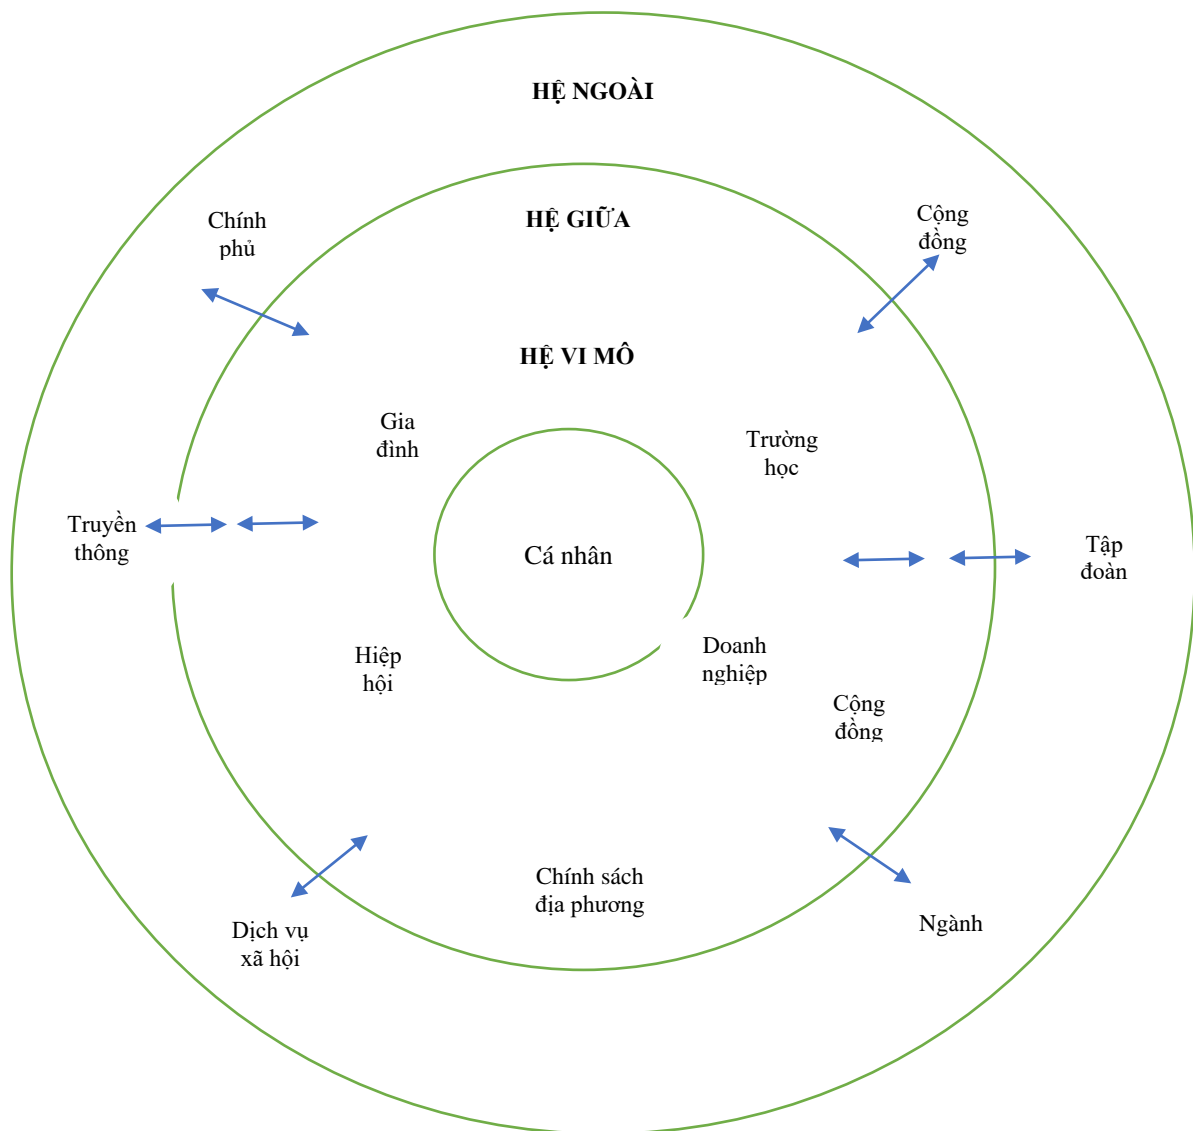 HỆ NGOÀI
Chính
phủ
HỆ GIỮA
Cộng
đồng
HỆ VI MÔ
Gia
đình
Trường
học
Truyền
thông
Cá nhân
Tập
đoàn
Hiệp
hội
Doanh
nghiệp
Cộng
đồng
Chính sách
địa phương
Dịch vụ
xã hội
Ngành